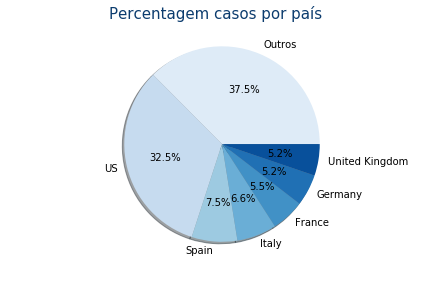 Percentagem casos por país
Outros
37.5%
US
32.5%
Spain
7.5%
Italy
6.6%
France
5.5%
Germany
5.2%
United Kingdom
5.2%